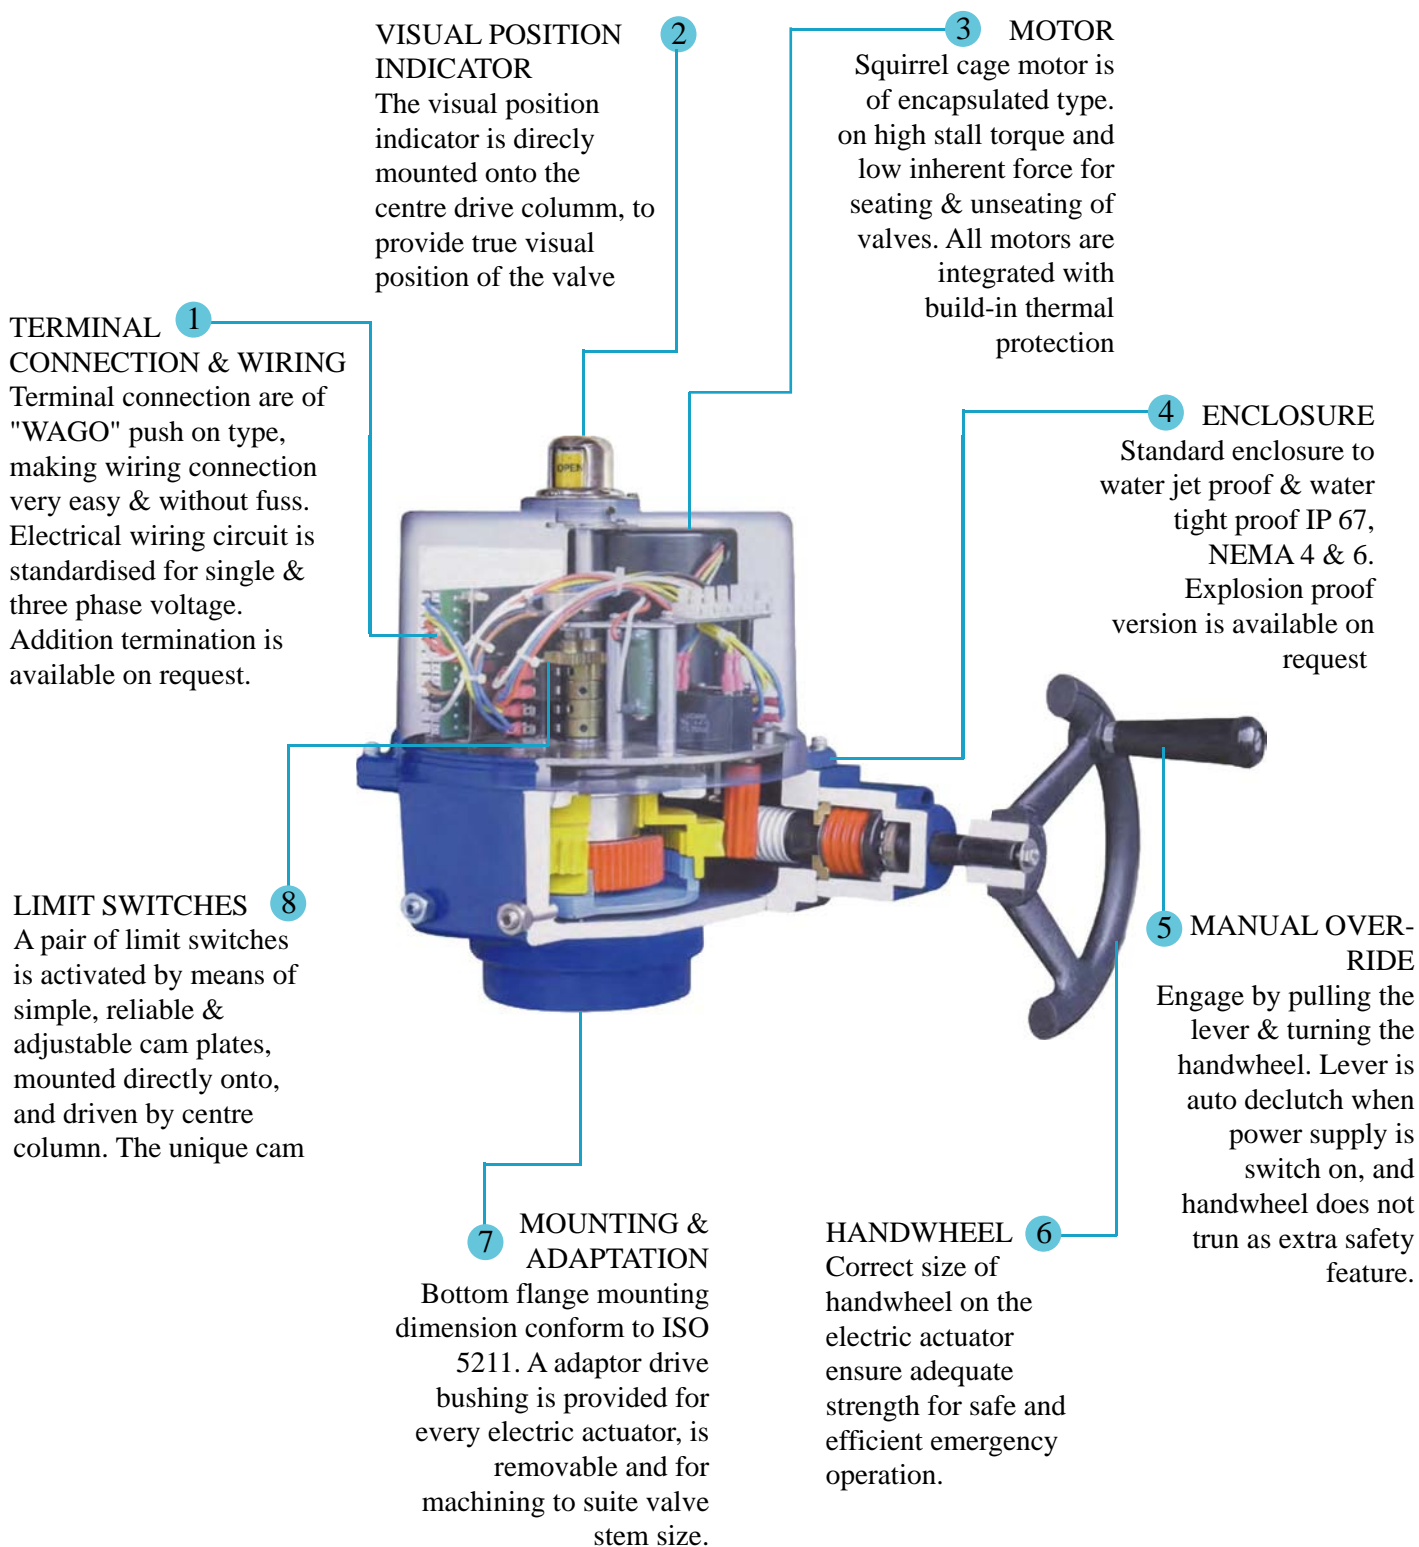 1
TERMINAL
CONNECTION & WIRING
Terminal connection are of
"WAGO" push on type,
making wiring connection
very easy & without fuss.
Electrical wiring circuit is
standardised for single &
three phase voltage.
Addition termination is
available on request.
2
VISUAL POSITION
INDICATOR
The visual position
indicator is direcly
mounted onto the
centre drive columm, to
provide true visual
position of the valve
3
MOTOR
Squirrel cage motor is
of encapsulated type.
on high stall torque and
low inherent force for
seating & unseating of
valves. All motors are
integrated with
build-in thermal
protection
4
ENCLOSURE
Standard enclosure to
water jet proof & water
tight proof IP 67,
NEMA 4 & 6.
Explosion proof
version is available on
request
OPEN
5
MANUAL OVER-
RIDE
Engage by pulling the
lever & turning the
handwheel. Lever is
auto declutch when
power supply is
switch on, and
handwheel does not
trun as extra safety
feature.
6
HANDWHEEL
Correct size of
handwheel on the
electric actuator
ensure adequate
strength for safe and
efficient emergency
operation.
7
MOUNTING &
ADAPTATION
Bottom flange mounting
dimension conform to ISO
5211. A adaptor drive
bushing is provided for
every electric actuator, is
removable and for
machining to suite valve
stem size.
8
LIMIT SWITCHES
A pair of limit switches
is activated by means of
simple, reliable &
adjustable cam plates,
mounted directly onto,
and driven by centre
column. The unique cam